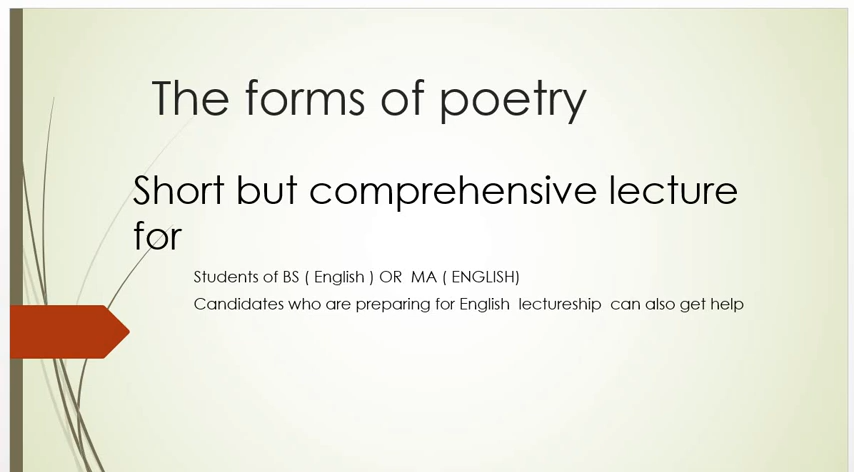 The forms of poetry
Short but comprehensive lecture
for
Students of BS ( English ) OR  MA ( ENGLISH)
Candidates who are preparing for English  lectureship  can also get help